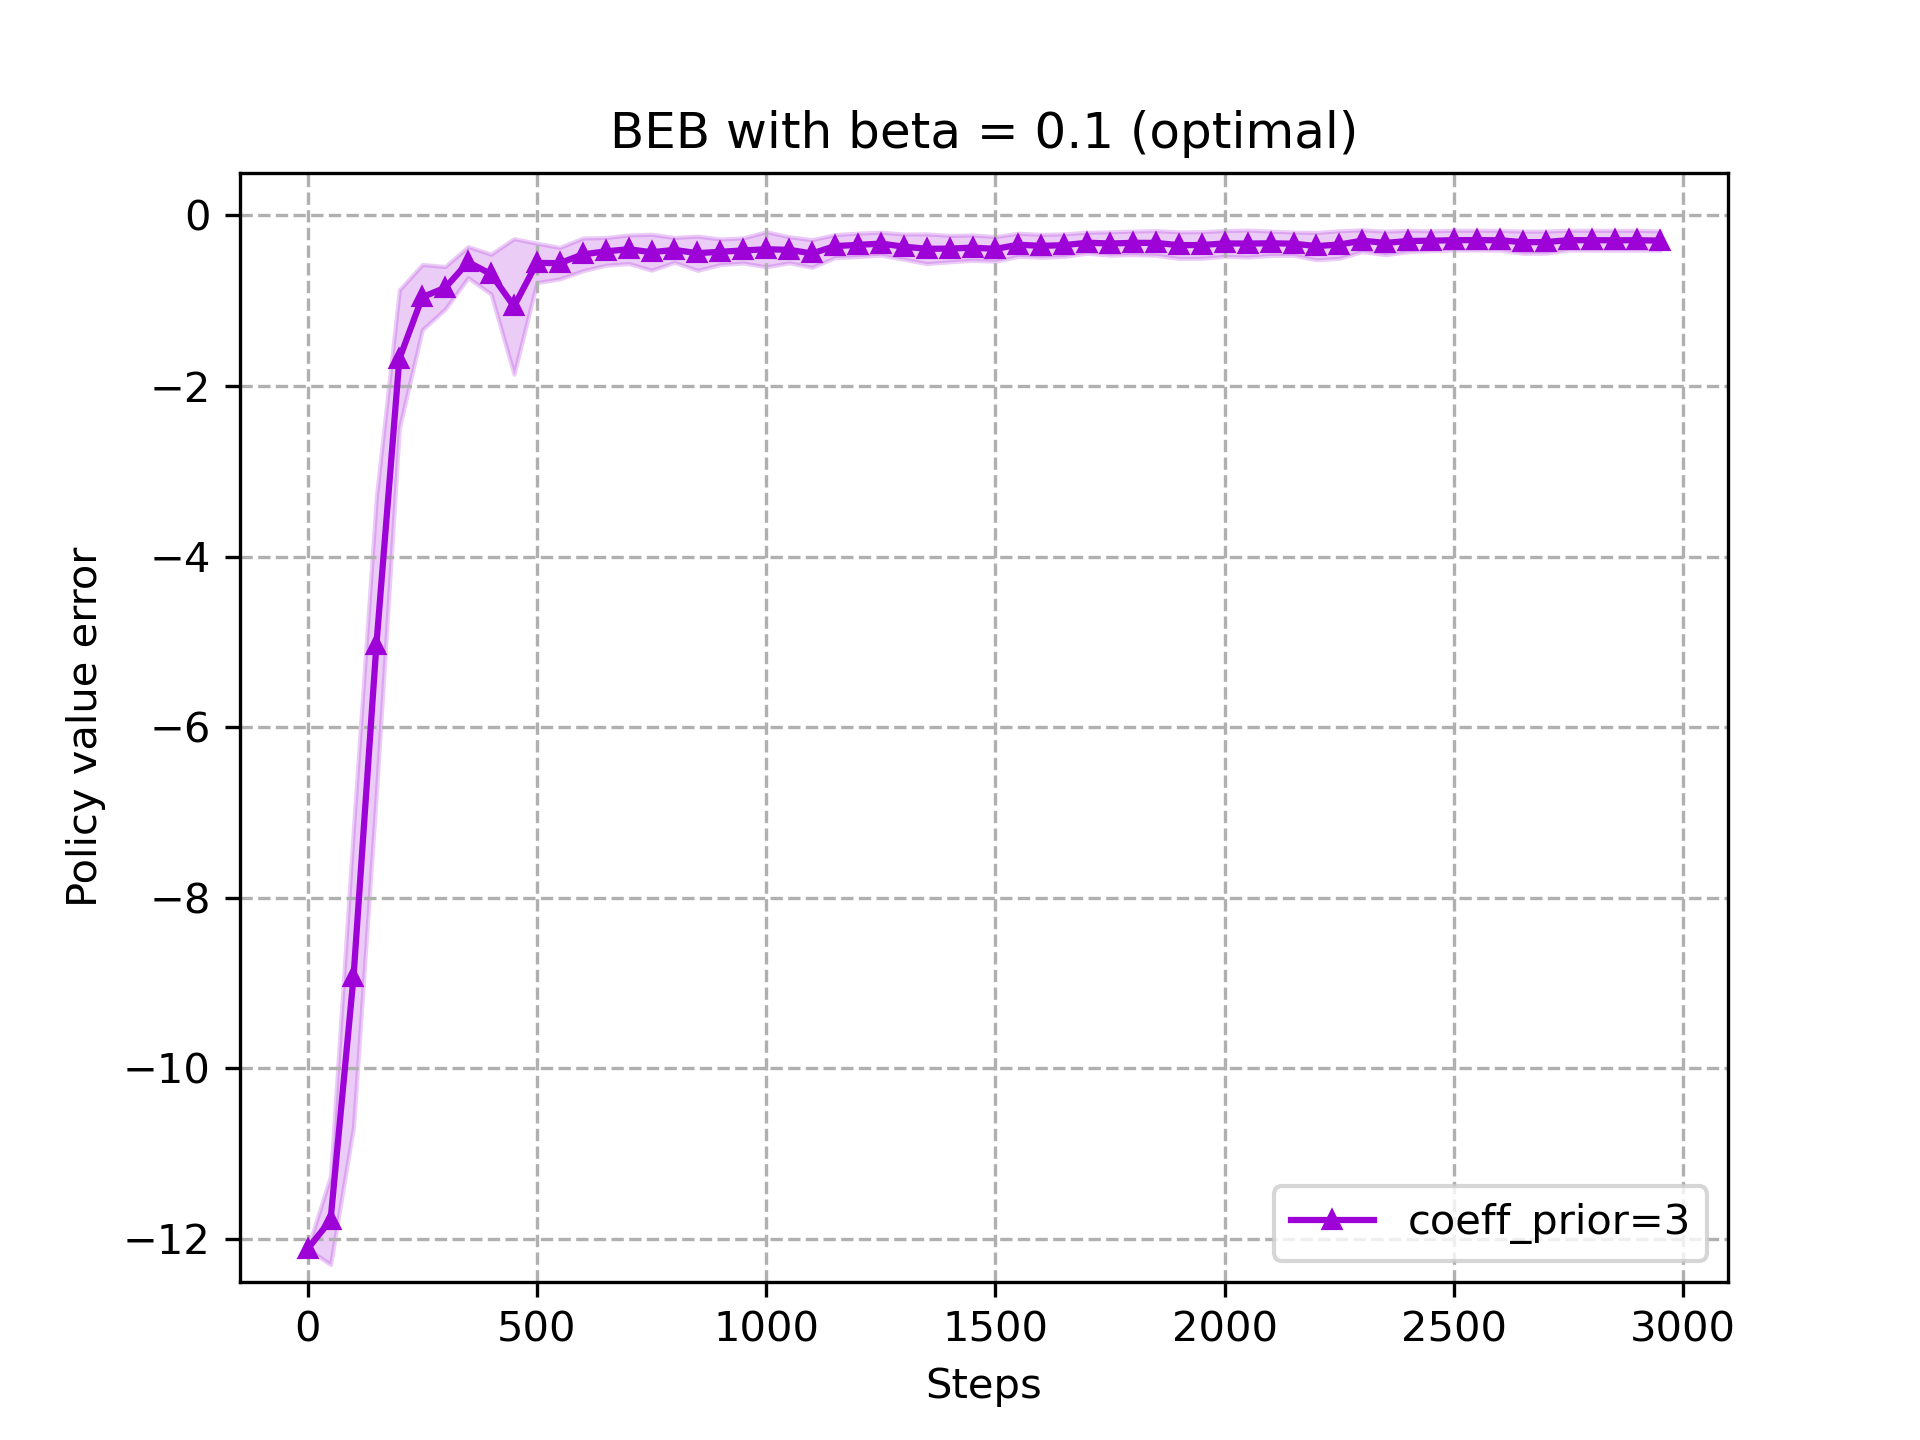 BEB with beta = 0.1 (optimal)
Policy value error
0
−2
−4
−6
−8
−10
−12
coeff_prior=3
0 500 1000 1500 2000 2500 3000
Steps